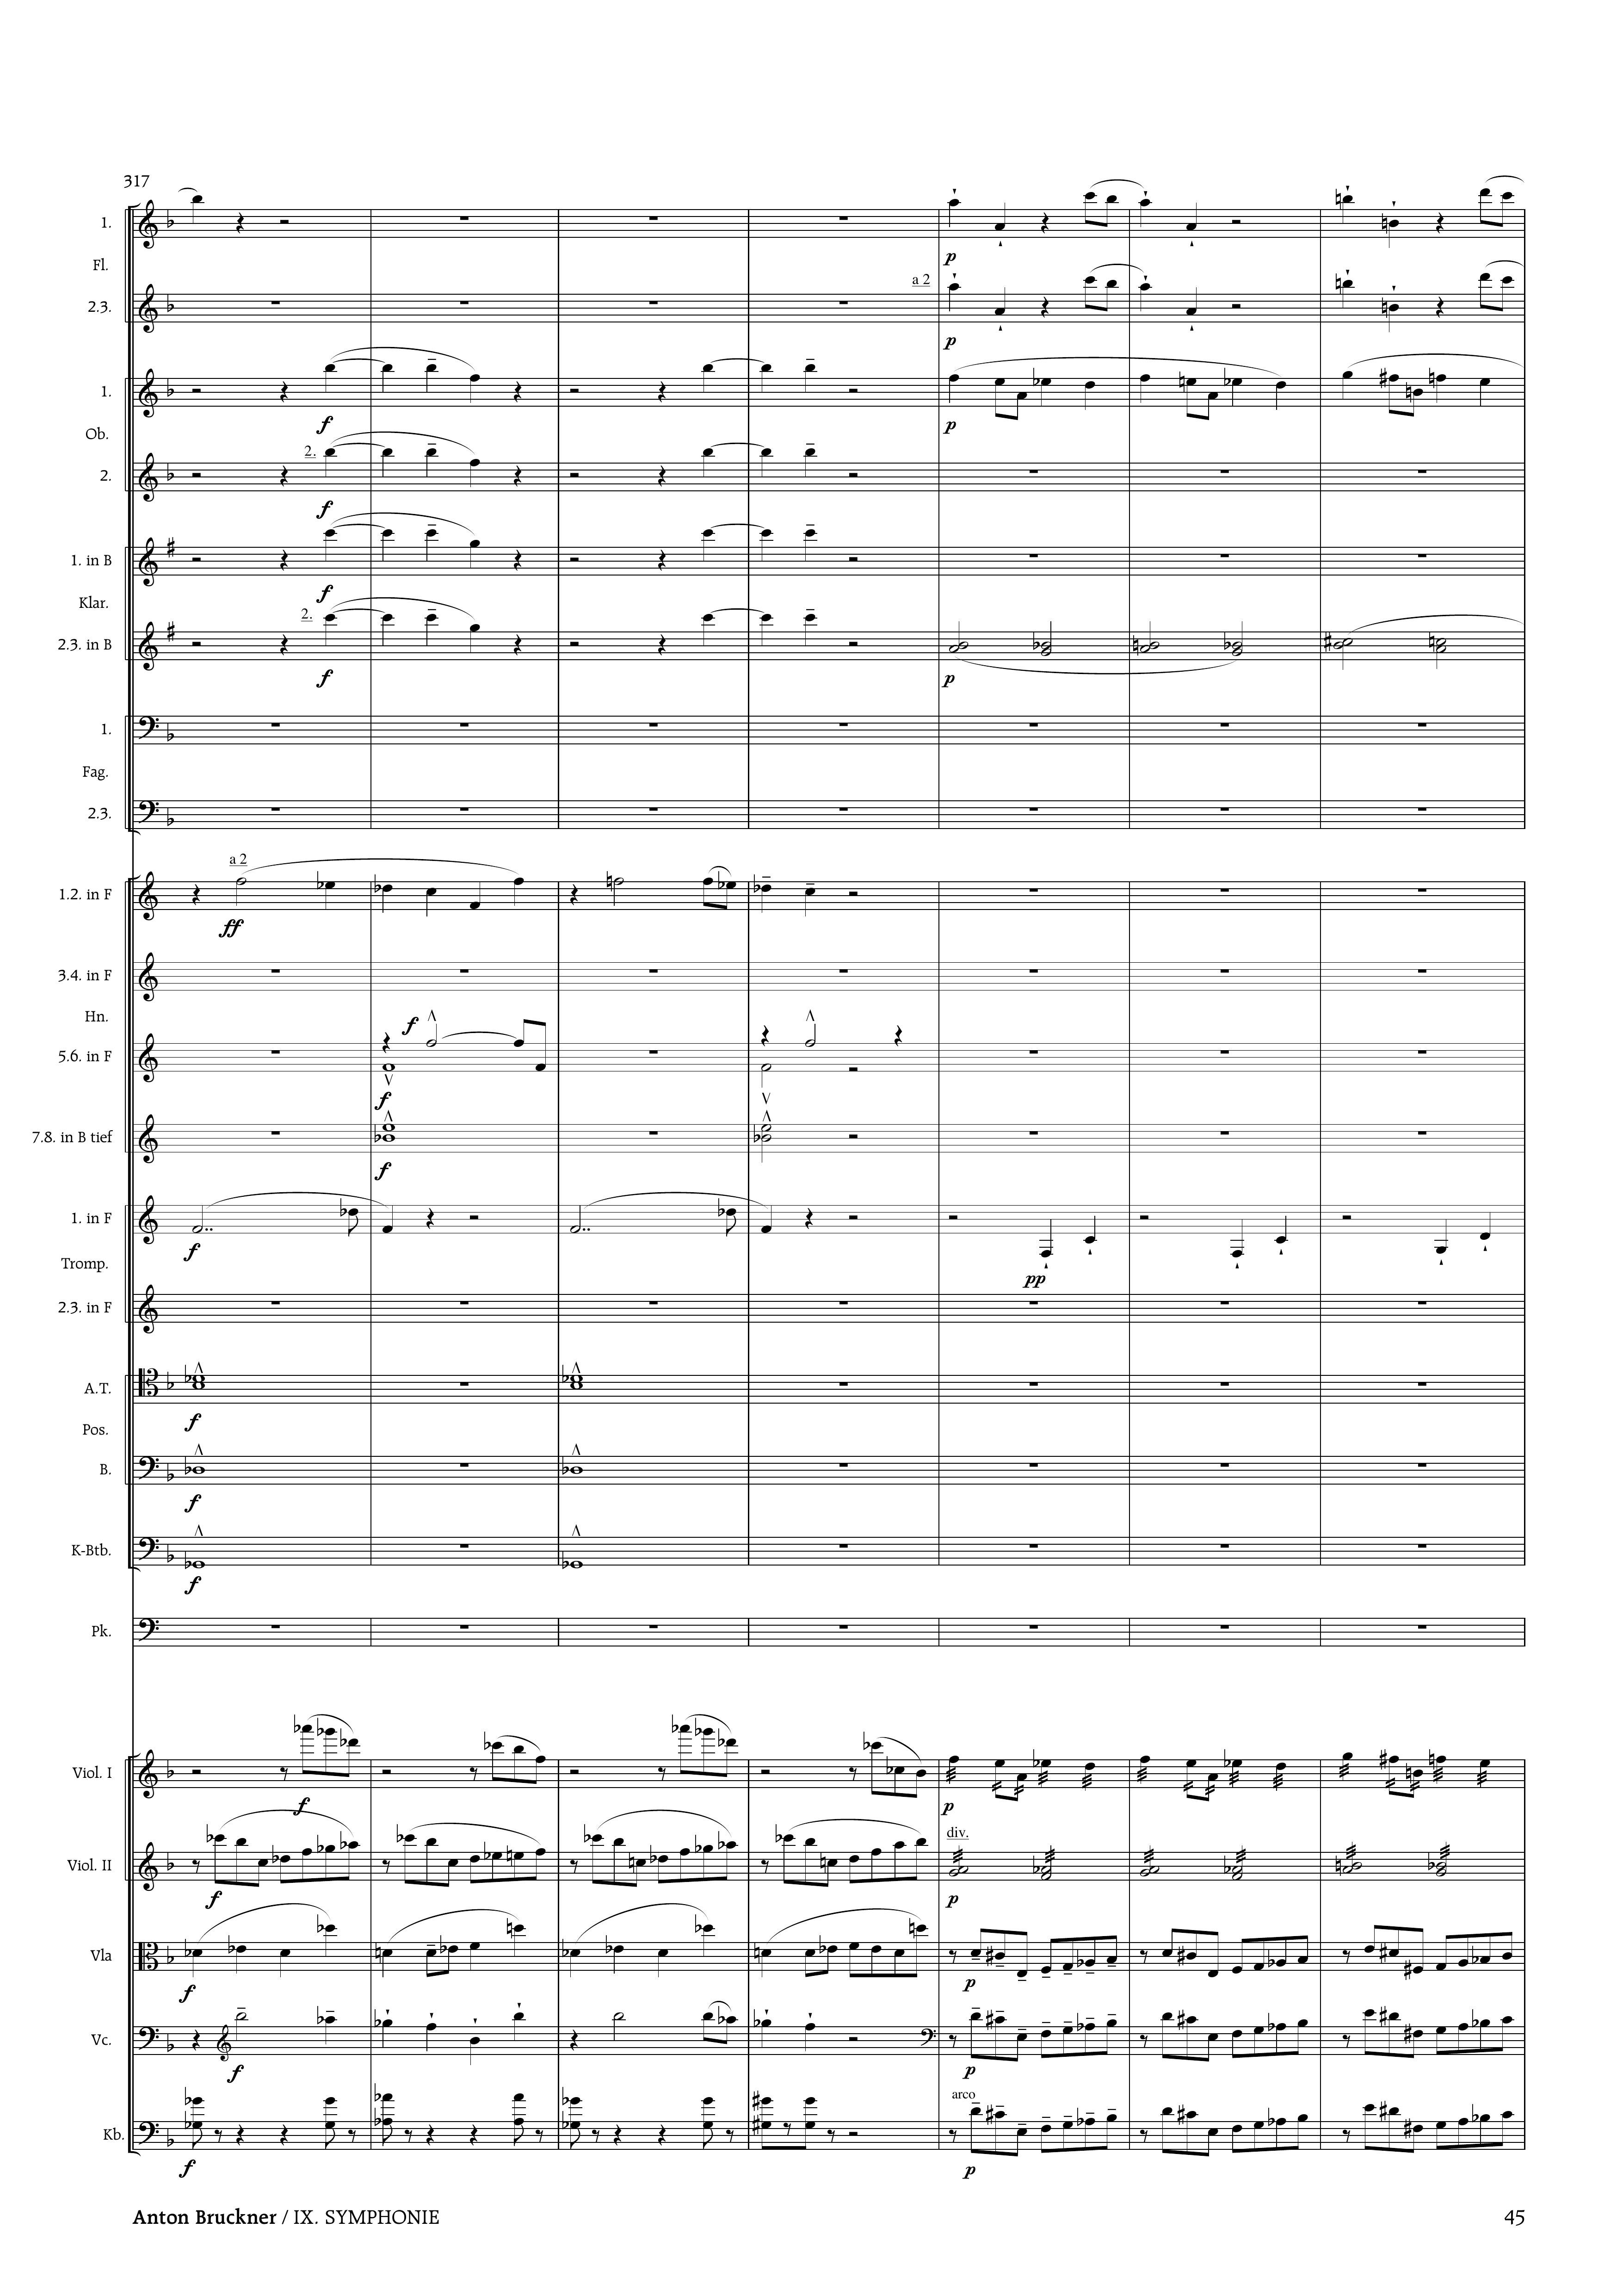 317
1.
Fl.
a 2
2.3.
p
p
1.
f
p
Ob.
2.
2.
f
1. in B
f
Klar.
2.
2.3. in B
f
p
1.
Fag.
2.3.
a 2
1.2. in F
ff
3.4. in F
Hn.
f
5.6. in F
f
7.8. in B tief
f
1. in F
f
Tromp.
pp
2.3. in F
A.T.
f
Pos.
B.
f
K-Btb.
f
Pk.
Viol. I
f
p
div.
Viol. II
f
p
Vla
f
p
Vc.
f
p
arco
Kb.
f
p
Anton Bruckner / IX. SYMPHONIE
45